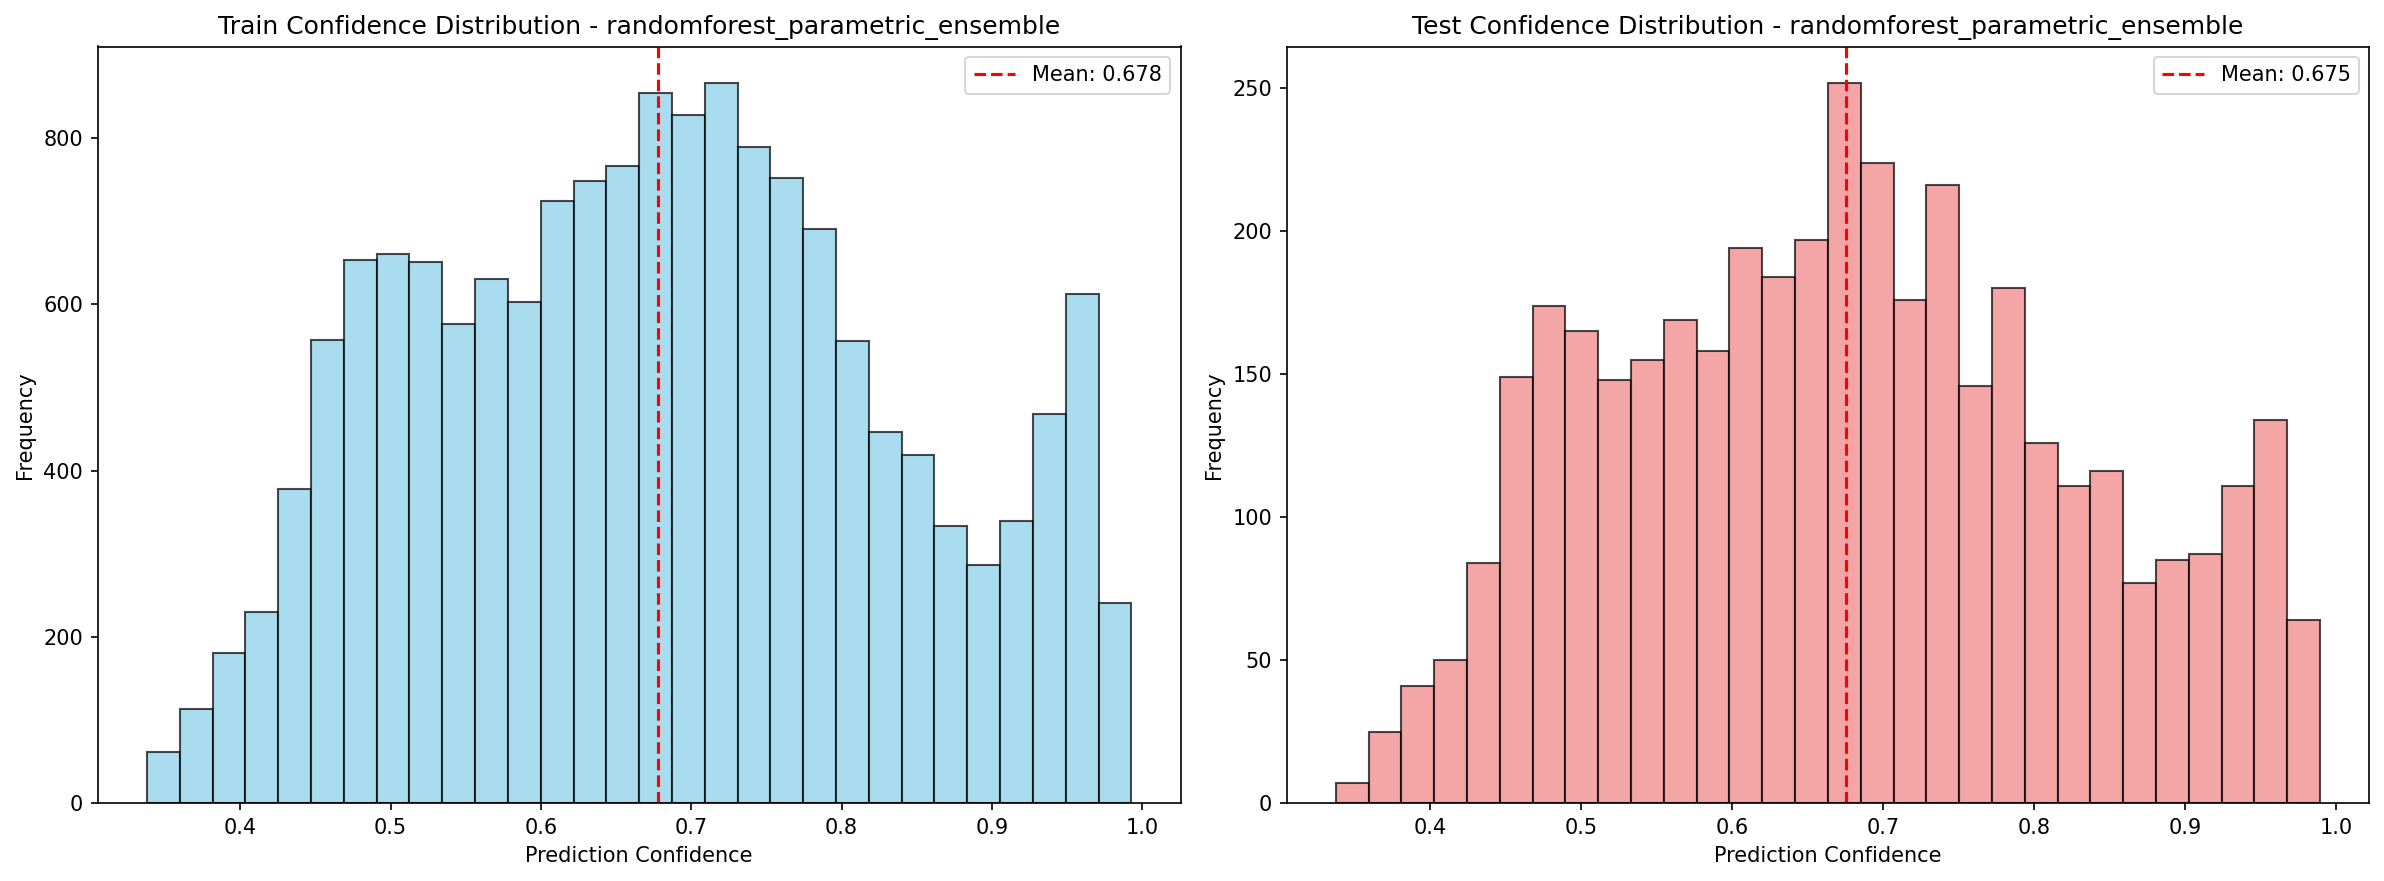 Train Confidence Distribution - randomforest_parametric_ensemble
Mean: 0.678
Frequency
800
600
400
200
0
0.4 0.5 0.6 0.7 0.8 0.9 1.0
Prediction Confidence
Test Confidence Distribution - randomforest_parametric_ensemble
Mean: 0.675
Frequency
250
200
150
100
50
0
0.4 0.5 0.6 0.7 0.8 0.9 1.0
Prediction Confidence